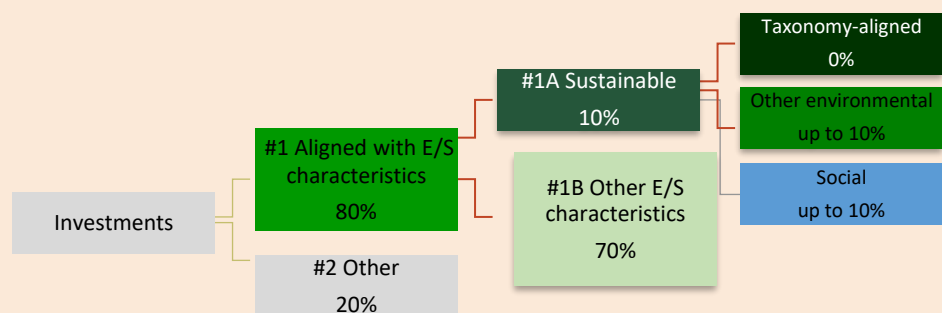 Investments
#1 Aligned with E/S
characteristics
80%
#2 Other
20%
#1A Sustainable
10%
#1B Other E/S
characteristics
70%
Taxonomy-aligned
0%
Other environmental
up to 10%
Social
up to 10%